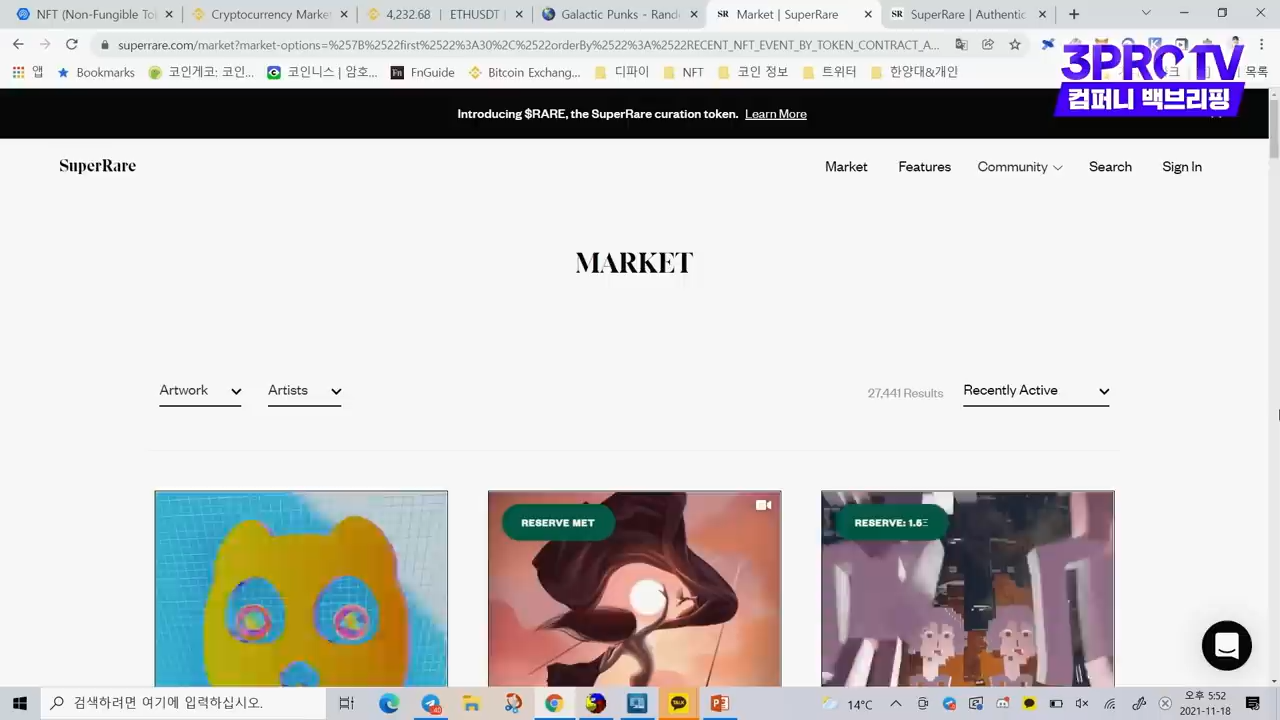 NFT (Non-Fungible To
Cryptocurrency Market
4,232.68 | ETHUSDT |
Galactic Punks - Rand
Market | SuperRare
SuperRare | Authentic
superrare.com/market?market-options=%257B%2522first%2522%3A0%2C%2522orderBy%2522%3A%2522RECENT_NFT_EVENT_BY_TOKEN_CONTRACT_A...
앱
Bookmarks
코인게코: 코인...
코인니스 | 암호...
FnGuide
Bitcoin Exchang...
디파이
NFT
코인 정보
트위터
한양대&개인
목록
3PROTV
컴퍼니 백브리핑
Introducing $RARE, the SuperRare curation token. Learn More
SuperRare
Market
Features
Community
Search
Sign In
MARKET
Artwork
Artists
27,441 Results
Recently Active
RESERVE MET
RESERVE: 1.6Ξ
검색하려면 여기에 입력하십시오.
TALK
14°C
오후 5:52
2021-11-18